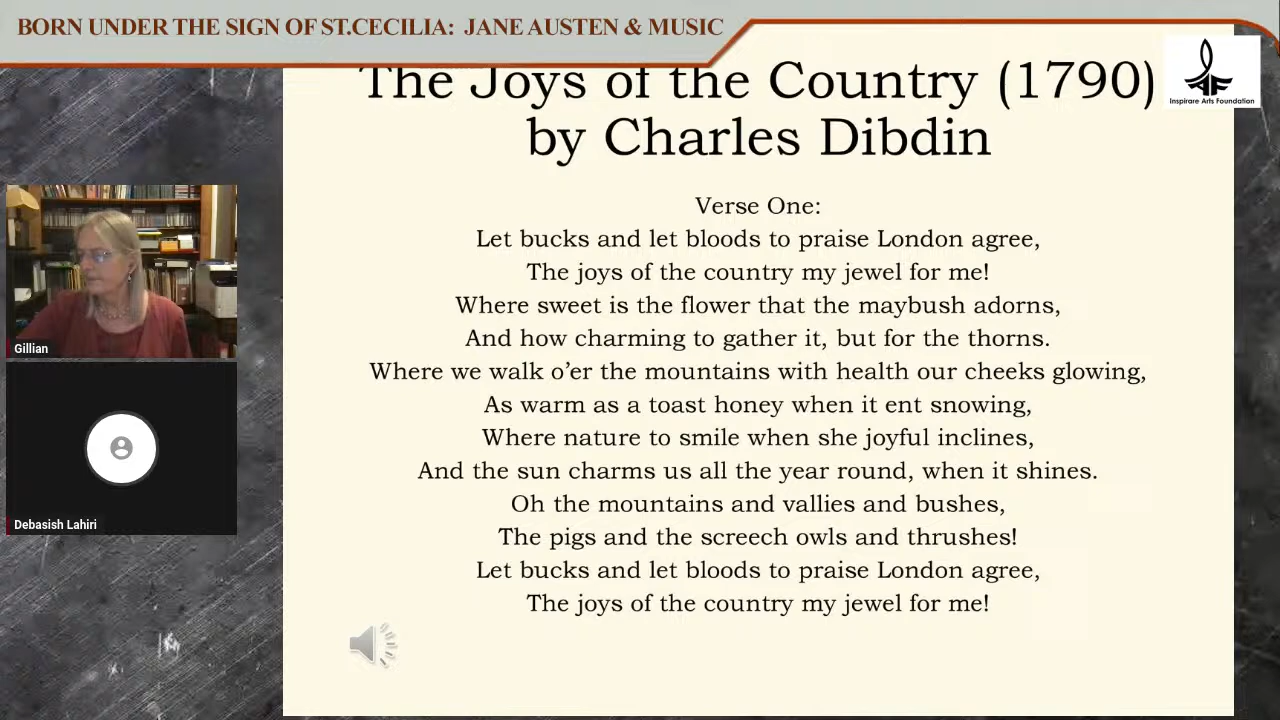 BORN UNDER THE SIGN OF ST.CECILIA: JANE AUSTEN & MUSIC
The Joys of the Country (1790)
by Charles Dibdin
Inspirare Arts Foundation
Verse One:
Let bucks and let bloods to praise London agree,
The joys of the country my jewel for me!
Where sweet is the flower that the maybush adorns,
And how charming to gather it, but for the thorns.
Where we walk o’er the mountains with health our cheeks glowing,
As warm as a toast honey when it ent snowing,
Where nature to smile when she joyful inclines,
And the sun charms us all the year round, when it shines.
Oh the mountains and vallies and bushes,
The pigs and the screech owls and thrushes!
Let bucks and let bloods to praise London agree,
The joys of the country my jewel for me!
Gillian
Debasish Lahiri